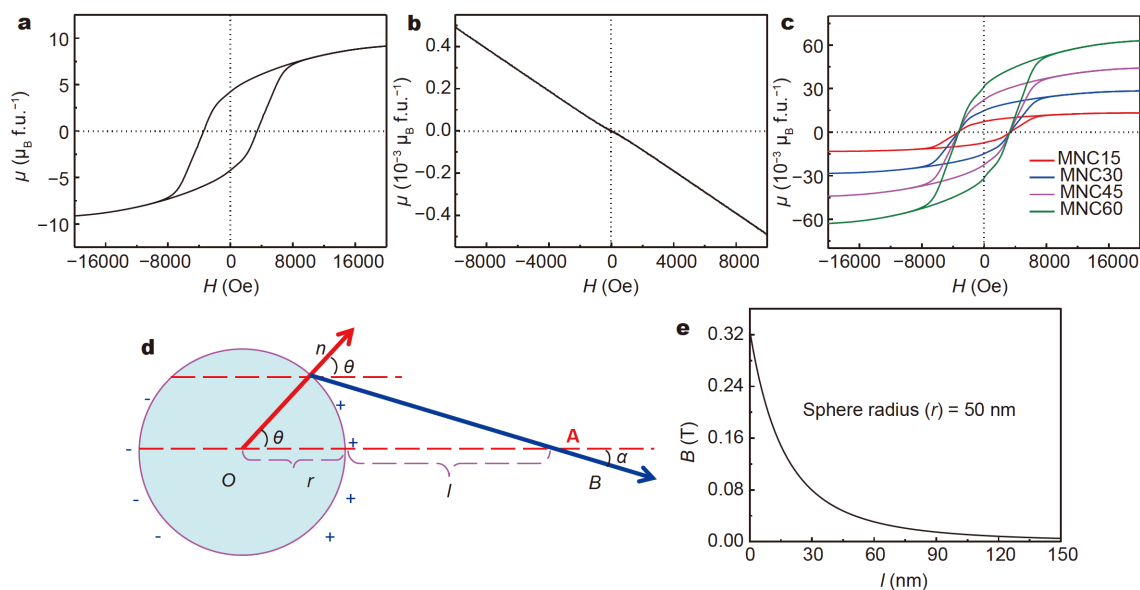 a
10
5
0
−5
−10
μ (μB f.u.⁻¹)
−16000 −8000 0 8000 16000
H (Oe)
b
0.4
0.2
0.0
−0.2
−0.4
μ (10⁻³ μB f.u.⁻¹)
−8000 −4000 0 4000 8000
H (Oe)
c
60
30
0
−30
−60
μ (10⁻³ μB f.u.⁻¹)
MNC15
MNC30
MNC45
MNC60
−16000 −8000 0 8000 16000
H (Oe)
d
n
θ
θ
A
α
O
r
l
B
- - - -
+ + + +
e
0.32
0.24
0.16
0.08
0.00
B (T)
Sphere radius (r) = 50 nm
0 30 60 90 120 150
l (nm)